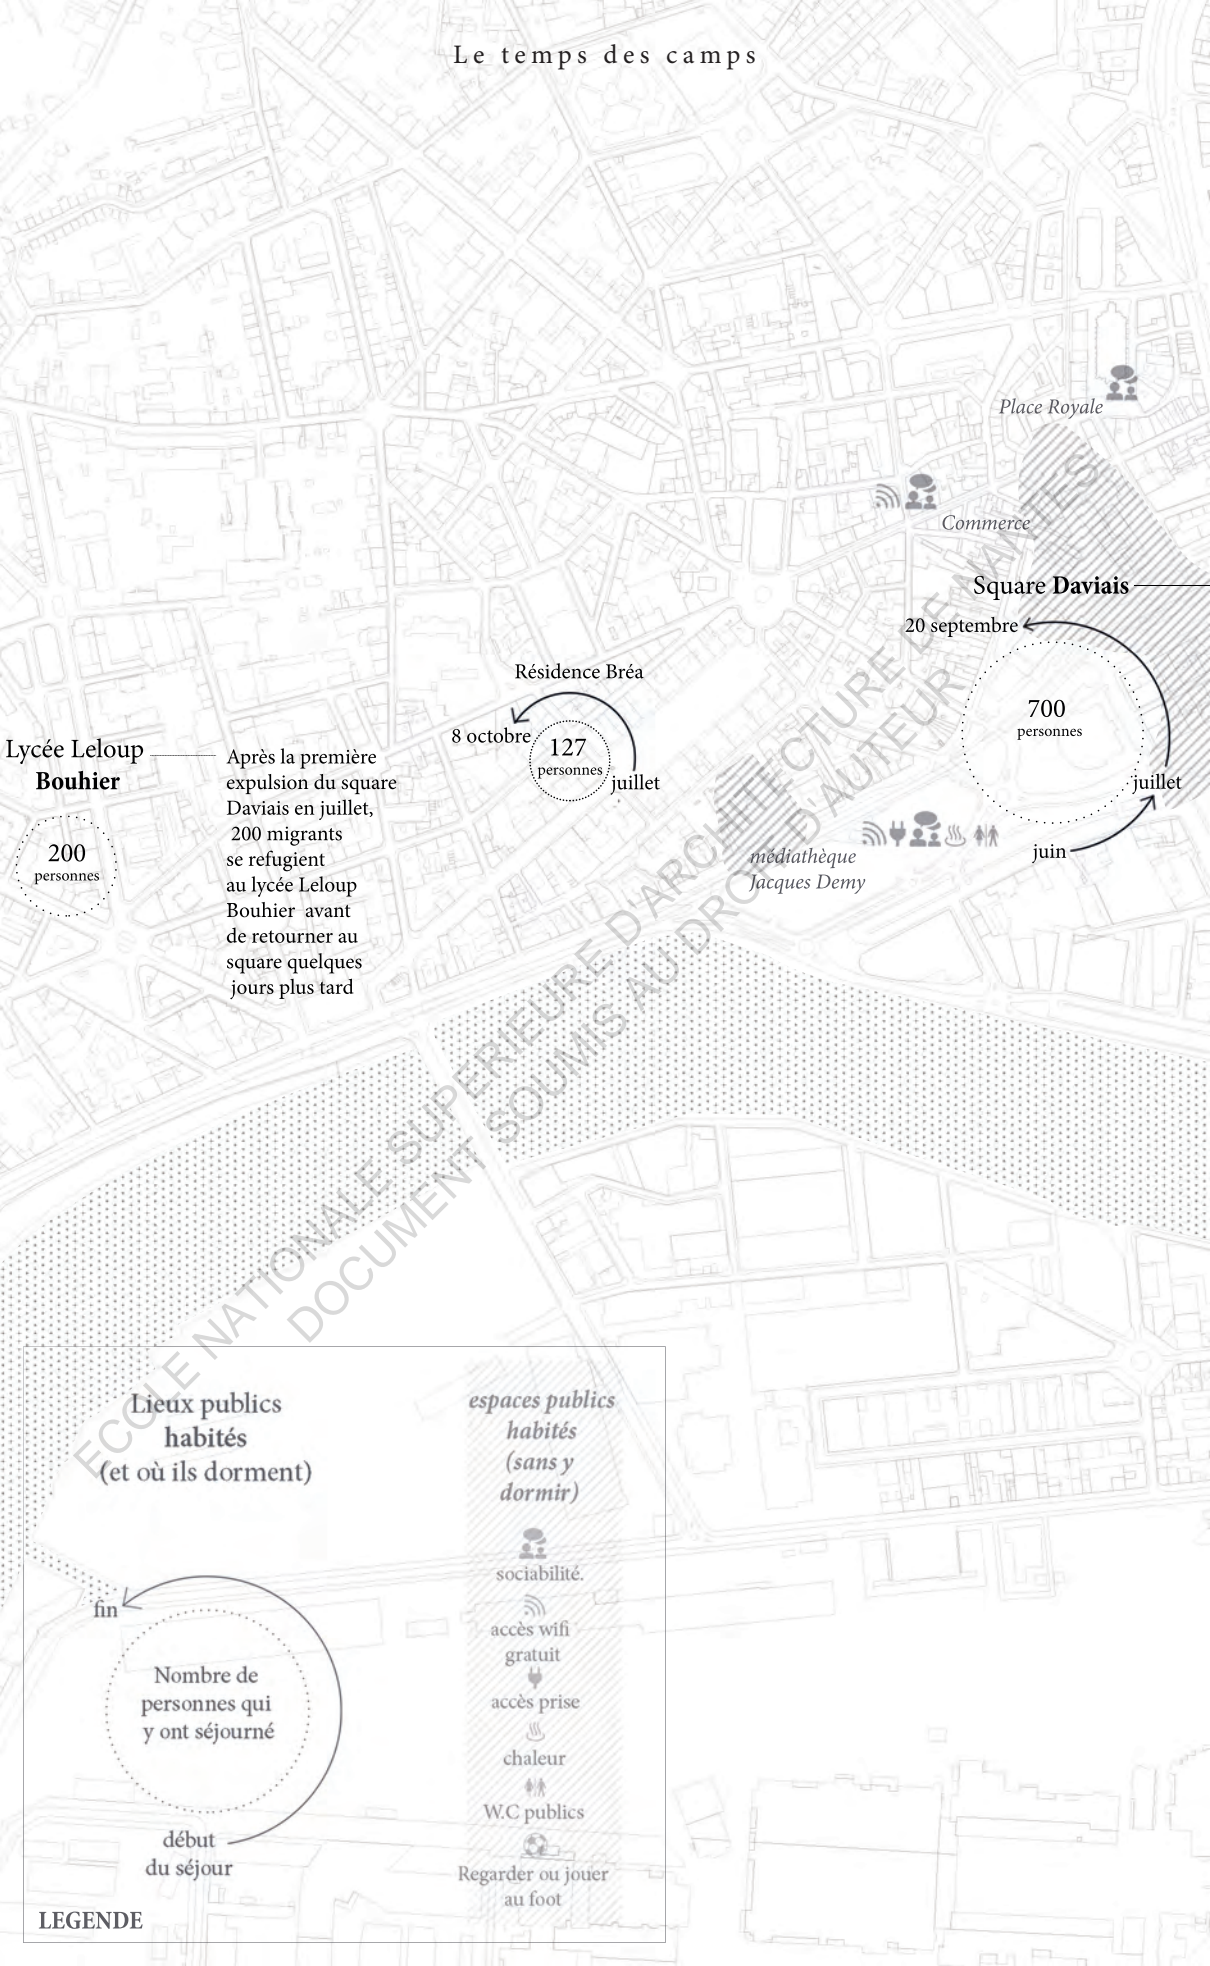 Le temps des camps
Place Royale
Commerce
Square Daviais
20 septembre
700
personnes
juillet
juin
Résidence Bréa
8 octobre
127
personnes
juillet
médiathèque
Jacques Demy
Lycée Leloup
Bouhier
200
personnes
Après la première
expulsion du square
Daviais en juillet,
200 migrants
se refugient
au lycée Leloup
Bouhier avant
de retourner au
square quelques
jours plus tard
ECOLE NATIONALE SUPERIEURE D'ARCHITECTURE DE NANTES
DOCUMENT SOUMIS AU DROIT D'AUTEUR
Lieux publics
habités
(et où ils dorment)
fin
Nombre de
personnes qui
y ont séjourné
début
du séjour
espaces publics
habités
(sans y
dormir)
sociabilité.
accès wifi
gratuit
accès prise
chaleur
W.C publics
Regarder ou jouer
au foot
LEGENDE